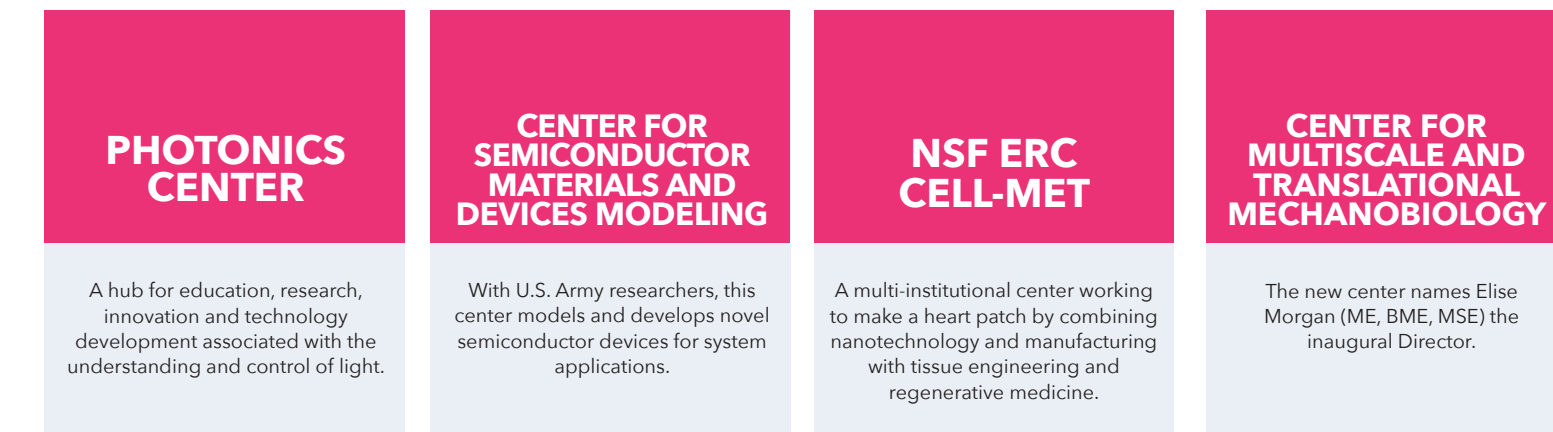 PHOTONICS
CENTER
A hub for education, research,
innovation and technology
development associated with the
understanding and control of light.
CENTER FOR
SEMICONDUCTOR
MATERIALS AND
DEVICES MODELING
With U.S. Army researchers, this
center models and develops novel
semiconductor devices for system
applications.
NSF ERC
CELL-MET
A multi-institutional center working
to make a heart patch by combining
nanotechnology and manufacturing
with tissue engineering and
regenerative medicine.
CENTER FOR
MULTISCALE AND
TRANSLATIONAL
MECHANOBIOLOGY
The new center names Elise
Morgan (ME, BME, MSE) the
inaugural Director.